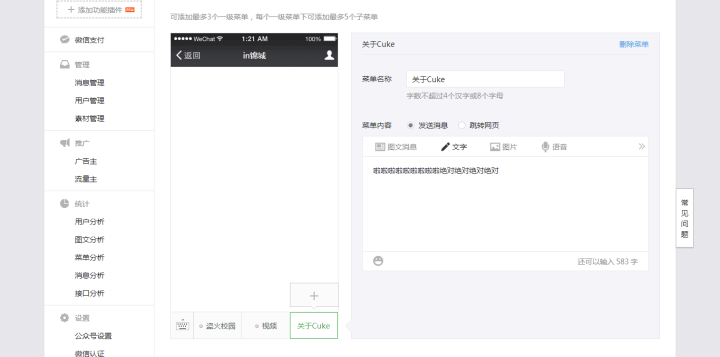 添加功能插件
微信支付
管理
消息管理
用户管理
素材管理
推广
广告主
流量主
统计
用户分析
图文分析
菜单分析
消息分析
接口分析
设置
公众号设置
微信认证
可添加最多3个一级菜单，每个一级菜单下可添加最多5个子菜单
WeChat 1:21 AM 100%
返回 in锦城
盗火校园 视频 关于Cuke
关于Cuke 删除菜单
菜单名称 关于Cuke
字数不超过4个汉字或8个字母
菜单内容 发送消息 跳转网页
图文消息 文字 图片 语音
啦啦啦啦啦啦啦啦啦绝对绝对绝对绝对
还可以输入 583 字
常见问题